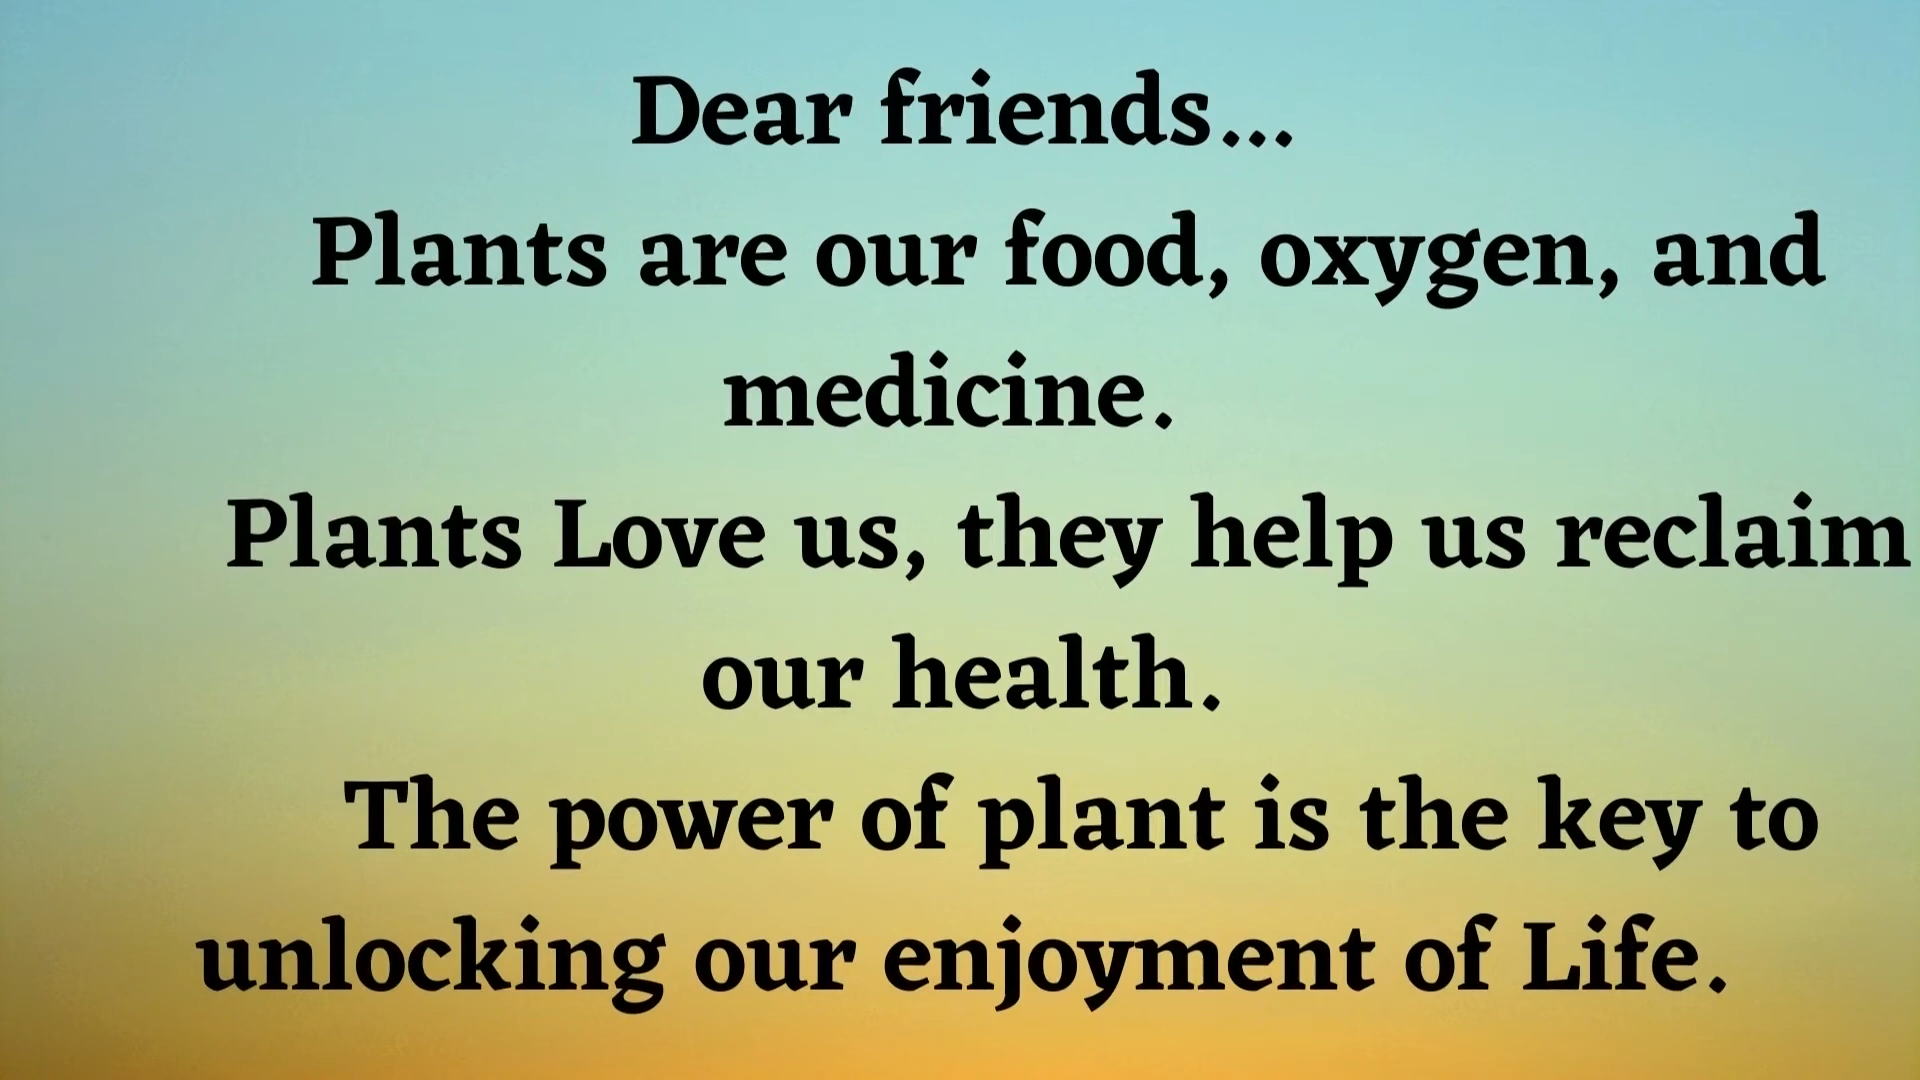 Dear friends...
Plants are our food, oxygen, and
medicine.
Plants Love us, they help us reclaim
our health.
The power of plant is the key to
unlocking our enjoyment of Life.